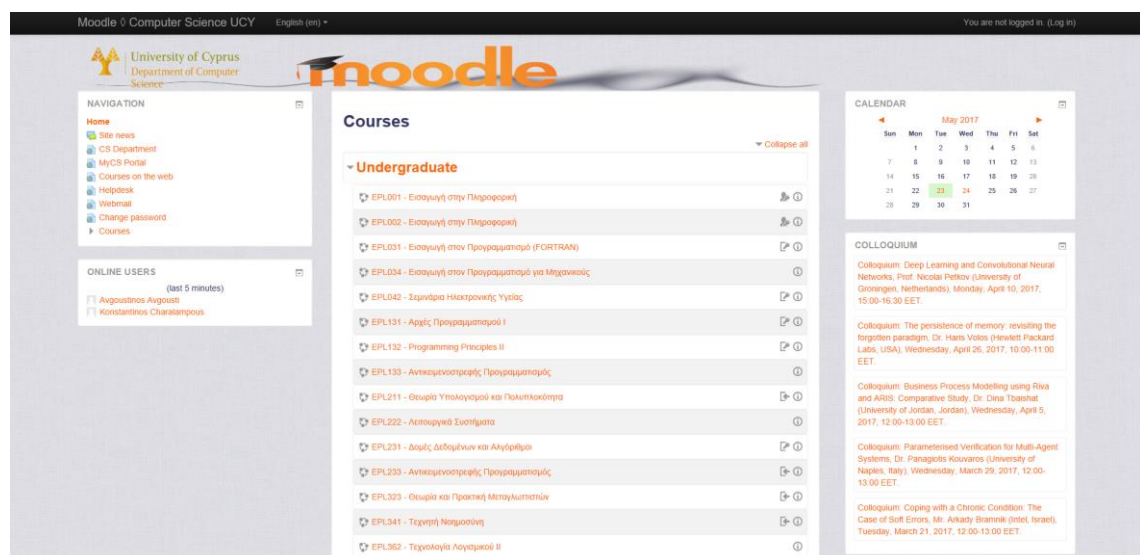 Moodle ◊ Computer Science UCY English (en) You are not logged in. (Log in)
University of Cyprus
Department of Computer
Science
moodle
NAVIGATION
Home
Site news
CS Department
MyCS Portal
Courses on the web
Helpdesk
Webmail
Change password
Courses
ONLINE USERS
(last 5 minutes)
Avgoustinos Avgousti
Konstantinos Charalampous
Courses
Collapse all
Undergraduate
EPL001 - Εισαγωγή στην Πληροφορική
EPL002 - Εισαγωγή στην Πληροφορική
EPL031 - Εισαγωγή στον Προγραμματισμό (FORTRAN)
EPL034 - Εισαγωγή στον Προγραμματισμό για Μηχανικούς
EPL042 - Σεμινάρια Ηλεκτρονικής Υγείας
EPL131 - Αρχές Προγραμματισμού I
EPL132 - Programming Principles II
EPL133 - Αντικειμενοστρεφής Προγραμματισμός
EPL211 - Θεωρία Υπολογισμού και Πολυπλοκότητα
EPL222 - Λειτουργικά Συστήματα
EPL231 - Δομές Δεδομένων και Αλγόριθμοι
EPL233 - Αντικειμενοστρεφής Προγραμματισμός
EPL323 - Θεωρία και Πρακτική Μεταγλωττιστών
EPL341 - Τεχνητή Νοημοσύνη
EPL362 - Τεχνολογία Λογισμικού II
CALENDAR
May 2017
Sun Mon Tue Wed Thu Fri Sat
1 2 3 4 5 6
7 8 9 10 11 12 13
14 15 16 17 18 19 20
21 22 23 24 25 26 27
28 29 30 31
COLLOQUIUM
Colloquium: Deep Learning and Convolutional Neural
Networks, Prof. Nicolai Petkov (University of
Groningen, Netherlands), Monday, April 10, 2017,
15:00-16:30 EET.
Colloquium: The persistence of memory: revisiting the
forgotten paradigm, Dr. Haris Volos (Hewlett Packard
Labs, USA), Wednesday, April 26, 2017, 10:00-11:00
EET.
Colloquium: Business Process Modelling using Riva
and ARIS: Comparative Study, Dr. Dina Tbaishat
(University of Jordan, Jordan), Wednesday, April 5,
2017, 12:00-13:00 EET.
Colloquium: Parameterised Verification for Multi-Agent
Systems, Dr. Panagiotis Kouvaros (University of
Naples, Italy), Wednesday, March 29, 2017, 12:00-
13:00 EET.
Colloquium: Coping with a Chronic Condition: The
Case of Soft Errors, Mr. Arkady Bramnik (Intel, Israel),
Tuesday, March 21, 2017, 12:00-13:00 EET.